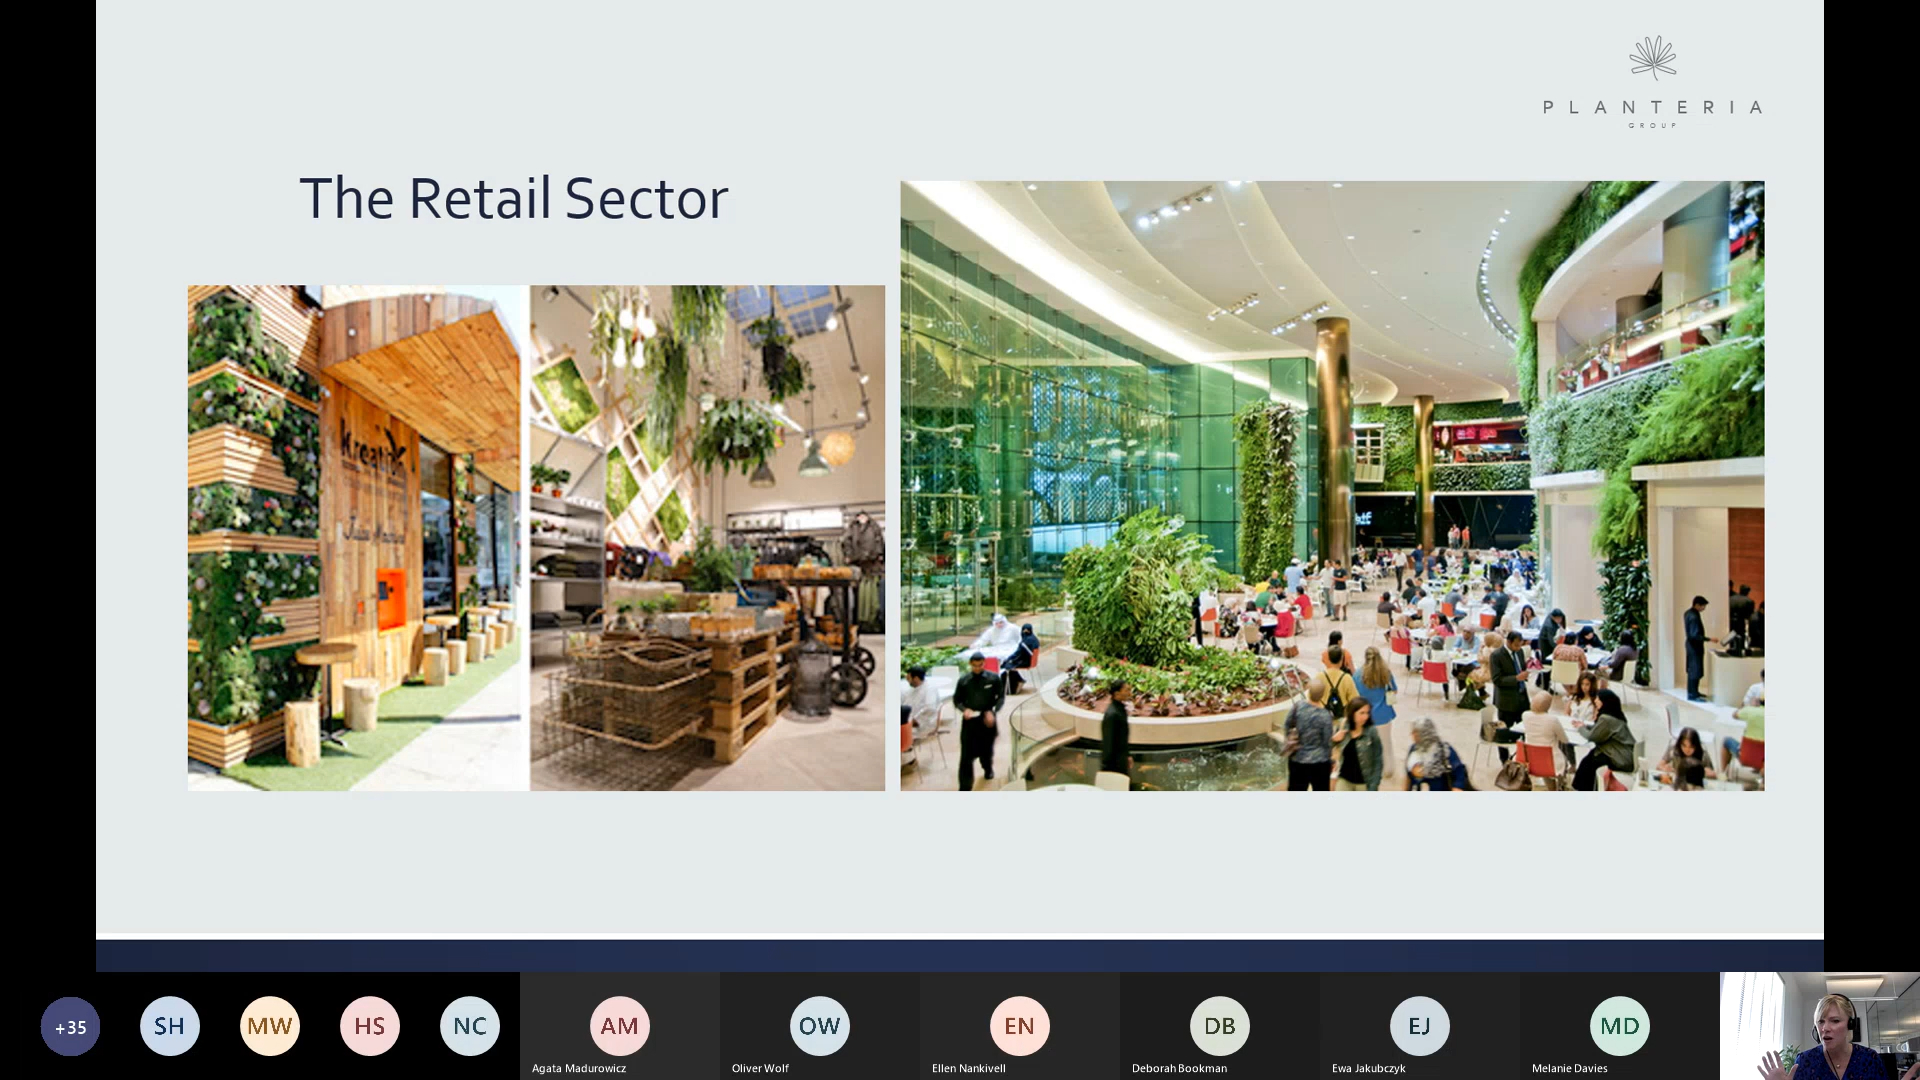 PLANTERIA
GROUP
The Retail Sector
Kreation
+35
SH
MW
HS
NC
AM
OW
EN
DB
EJ
MD
Agata Madurowicz
Oliver Wolf
Ellen Nankivell
Deborah Bookman
Ewa Jakubczyk
Melanie Davies